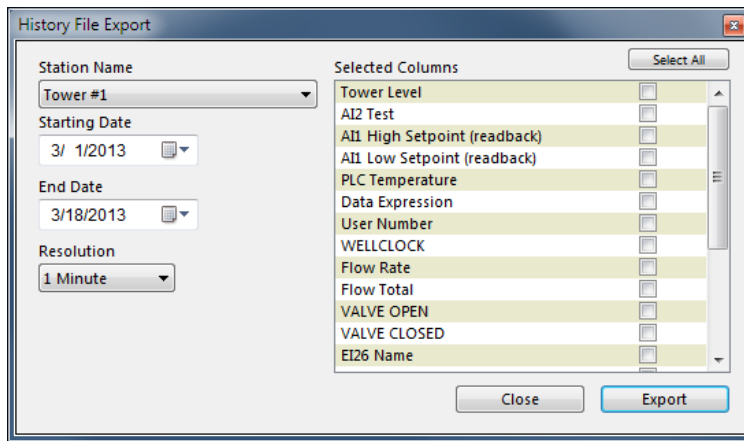 History File Export
Station Name
Tower #1
Starting Date
3/ 1/2013
End Date
3/18/2013
Resolution
1 Minute
Selected Columns
Select All
Tower Level
AI2 Test
AI1 High Setpoint (readback)
AI1 Low Setpoint (readback)
PLC Temperature
Data Expression
User Number
WELLCLOCK
Flow Rate
Flow Total
VALVE OPEN
VALVE CLOSED
EI26 Name
Close
Export